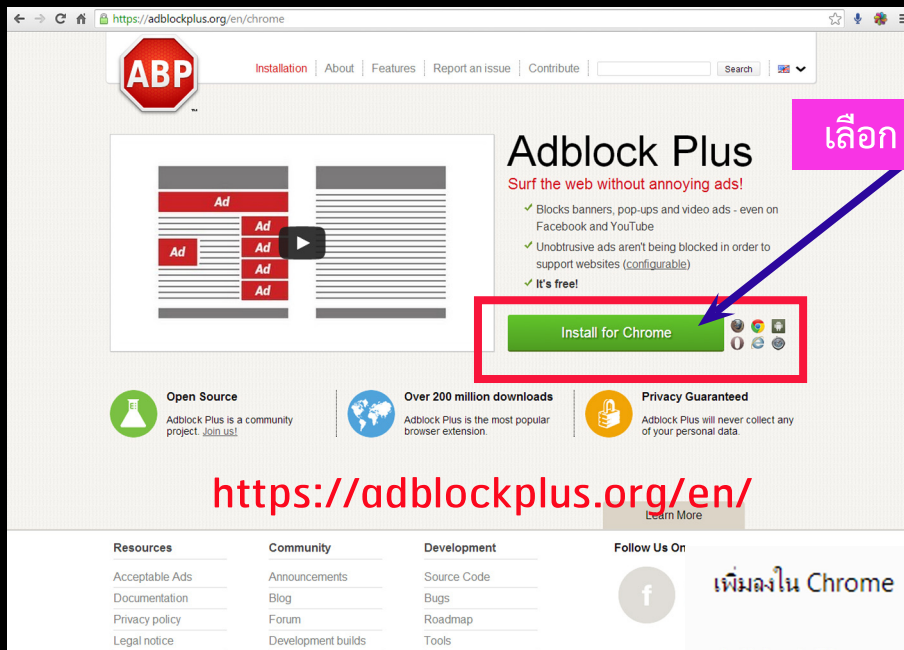 https://adblockplus.org/en/chrome
ABP
™
Installation About Features Report an issue Contribute Search
เลือก
Ad
Ad
Ad
Ad
Ad
Ad
Adblock Plus
Surf the web without annoying ads!
Blocks banners, pop-ups and video ads - even on
Facebook and YouTube
Unobtrusive ads aren't being blocked in order to
support websites (configurable)
It's free!
Install for Chrome
Open Source
Adblock Plus is a community
project. Join us!
Over 200 million downloads
Adblock Plus is the most popular
browser extension.
Privacy Guaranteed
Adblock Plus will never collect any
of your personal data.
https://adblockplus.org/en/
Learn More
Resources
Acceptable Ads
Documentation
Privacy policy
Legal notice
Community
Announcements
Blog
Forum
Development builds
Development
Source Code
Bugs
Roadmap
Tools
Follow Us On
f
เพิ่มลงใน Chrome